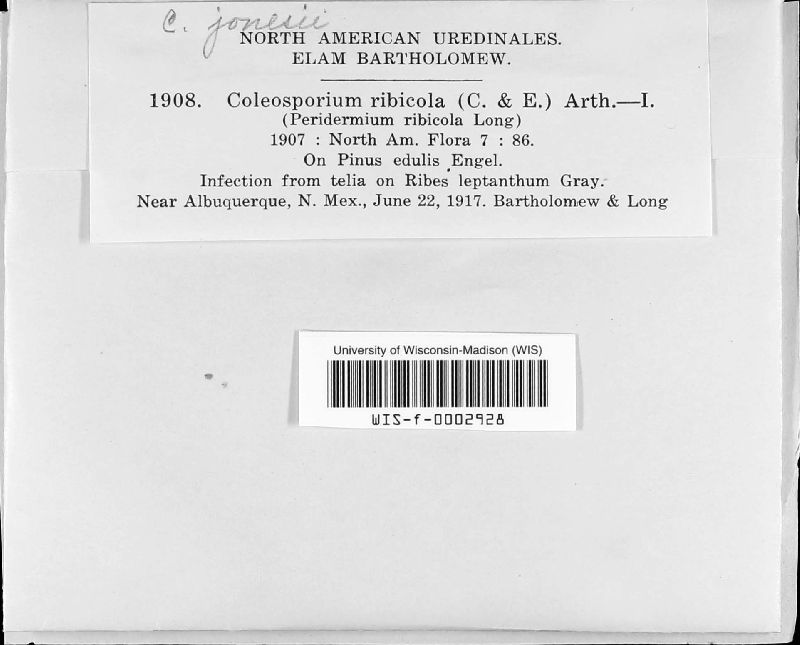 C. jonesii
NORTH AMERICAN UREDINALES.
ELAM BARTHOLOMEW.
1908. Coleosporium ribicola (C. & E.) Arth.—I.
(Peridermium ribicola Long)
1907 : North Am. Flora 7 : 86.
On Pinus edulis Engel.
Infection from telia on Ribes leptanthum Gray.
Near Albuquerque, N. Mex., June 22, 1917. Bartholomew & Long
University of Wisconsin-Madison (WIS)
WIS-f-0002928